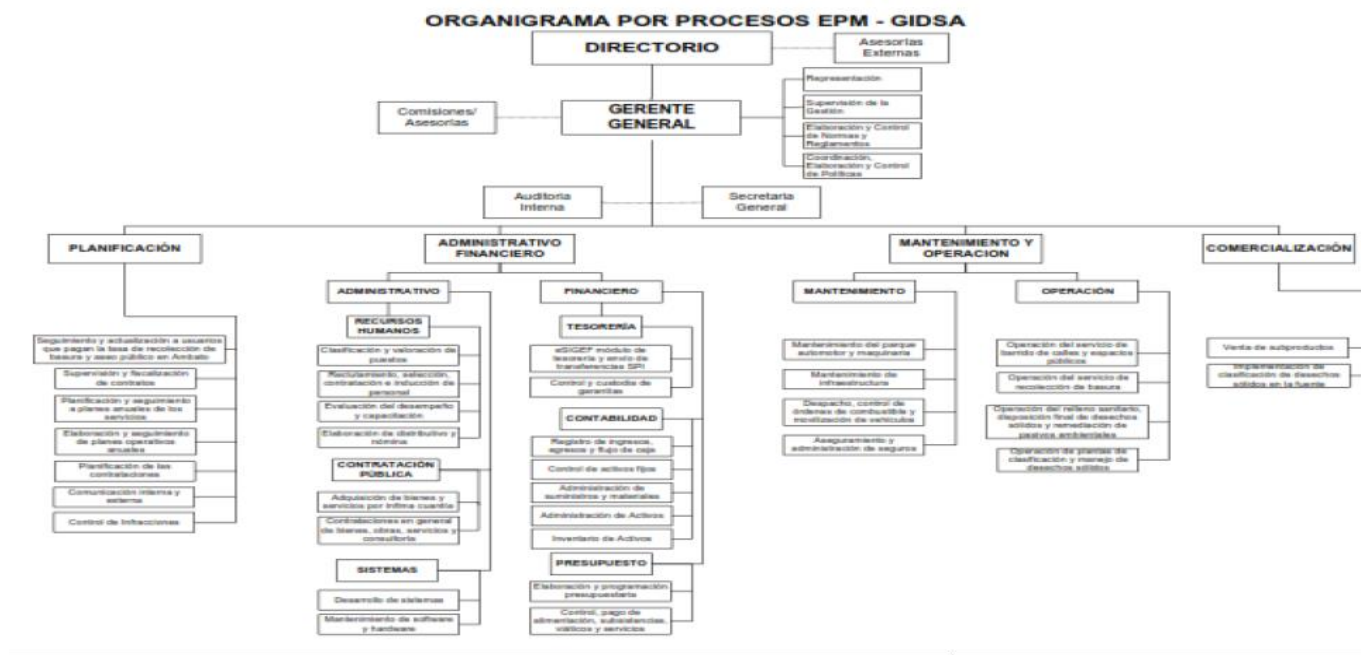 ORGANIGRAMA POR PROCESOS EPM - GIDSA
DIRECTORIO
Asesorías
Externas
Representación
Comisiones/
Asesorías
GERENTE
GENERAL
Supervisión de la
Gestión
Elaboración y Control
de Normas y
Reglamentos
Coordinación,
Elaboración y Control
de Políticas
Auditoria
Interna
Secretaria
General
PLANIFICACIÓN
ADMINISTRATIVO
FINANCIERO
MANTENIMIENTO Y
OPERACION
COMERCIALIZACIÓN
Seguimiento y actualización a usuarios
que pagan la tasa de recolección de
basura y aseo público en Ambato
Supervisión y fiscalización
de contratos
Planificación y seguimiento
a planes anuales de los
servicios
Elaboración y seguimiento
de planes operativos
anuales
Planificación de las
contrataciones
Comunicación interna y
externa
Control de Infracciones
ADMINISTRATIVO
RECURSOS
HUMANOS
Clasificación y valoración de
puestos
Reclutamiento, selección,
contratación e inducción de
personal
Evaluación del desempeño
y capacitación
Elaboración de distributivo y
nómina
CONTRATACIÓN
PÚBLICA
Adquisición de bienes y
servicios por ínfima cuantía
Contrataciones en general
de bienes, obras, servicios y
consultoría
SISTEMAS
Desarrollo de sistemas
Mantenimiento de software
y hardware
FINANCIERO
TESORERÍA
eSIGEF módulo de
tesorería y envío de
transferencias SPI
Control y custodia de
garantías
CONTABILIDAD
Registro de ingresos,
egresos y flujo de caja
Control de activos fijos
Administración de
suministros y materiales
Administración de Activos
Inventario de Activos
PRESUPUESTO
Elaboración y programación
presupuestaria
Control, pago de
alimentación, subsistencias,
viáticos y servicios
MANTENIMIENTO
Mantenimiento del parque
automotor y maquinaria
Mantenimiento de
infraestructura
Despacho, control de
órdenes de combustible y
movilización de vehículos
Aseguramiento y
administración de seguros
OPERACIÓN
Operación del servicio de
barrido de calles y espacios
públicos
Operación del servicio de
recolección de basura
Operación del relleno sanitario,
disposición final de desechos
sólidos y remediación de
pasivos ambientales
Operación de plantas de
clasificación y manejo de
desechos sólidos
Venta de subproductos
Implementación de
clasificación de desechos
sólidos en la fuente